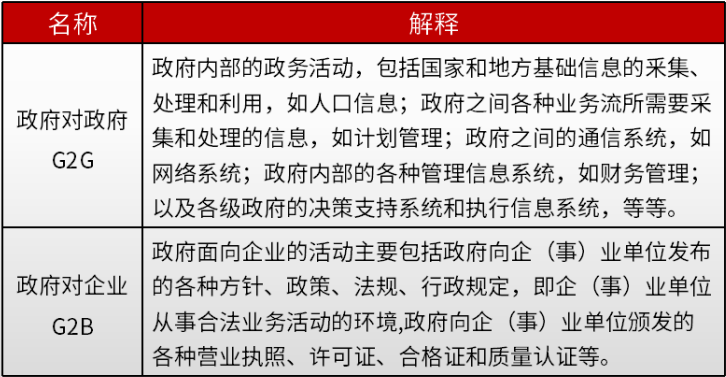 名称
解释
政府对政府
G2G
政府内部的政务活动，包括国家和地方基础信息的采集、
处理和利用，如人口信息；政府之间各种业务流所需要采
集和处理的信息，如计划管理；政府之间的通信系统，如
网络系统；政府内部的各种管理信息系统，如财务管理；
以及各级政府的决策支持系统和执行信息系统，等等。
政府对企业
G2B
政府面向企业的活动主要包括政府向企（事）业单位发布
的各种方针、政策、法规、行政规定，即企（事）业单位
从事合法业务活动的环境,政府向企（事）业单位颁发的
各种营业执照、许可证、合格证和质量认证等。